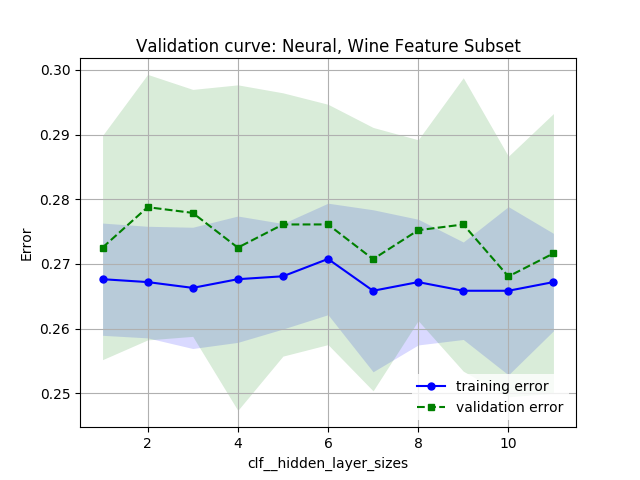 Validation curve: Neural, Wine Feature Subset
0.30
0.29
0.28
0.27
0.26
0.25
Error
training error
validation error
2 4 6 8 10
clf__hidden_layer_sizes